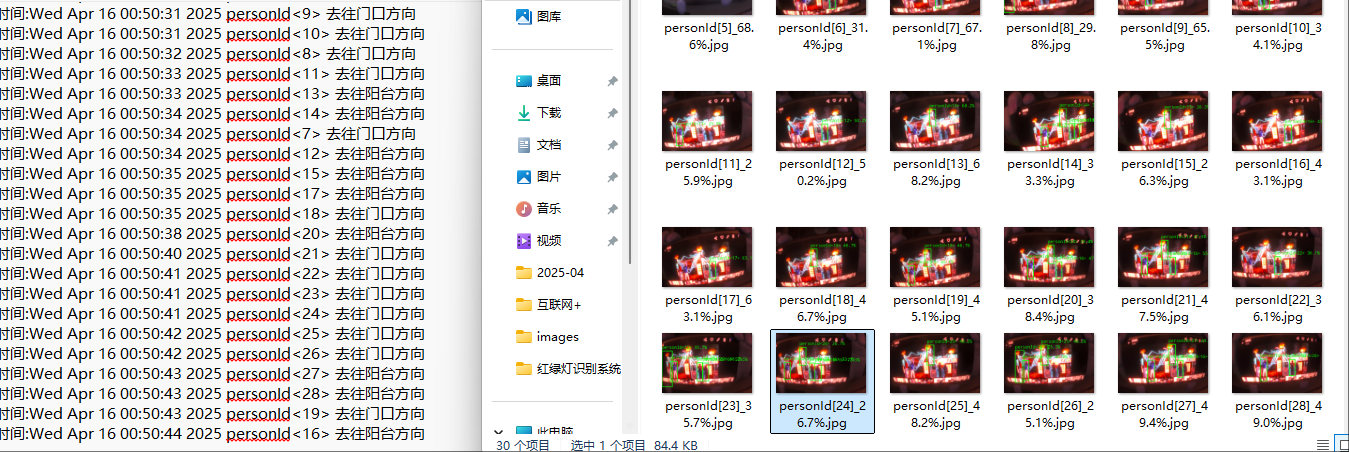 时间:Wed Apr 16 00:50:31 2025 personId<9> 去往门口方向
时间:Wed Apr 16 00:50:31 2025 personId<10> 去往门口方向
时间:Wed Apr 16 00:50:32 2025 personId<8> 去往门口方向
时间:Wed Apr 16 00:50:33 2025 personId<11> 去往门口方向
时间:Wed Apr 16 00:50:33 2025 personId<13> 去往阳台方向
时间:Wed Apr 16 00:50:34 2025 personId<14> 去往阳台方向
时间:Wed Apr 16 00:50:34 2025 personId<7> 去往门口方向
时间:Wed Apr 16 00:50:34 2025 personId<12> 去往阳台方向
时间:Wed Apr 16 00:50:35 2025 personId<15> 去往阳台方向
时间:Wed Apr 16 00:50:35 2025 personId<17> 去往阳台方向
时间:Wed Apr 16 00:50:35 2025 personId<18> 去往门口方向
时间:Wed Apr 16 00:50:38 2025 personId<20> 去往阳台方向
时间:Wed Apr 16 00:50:40 2025 personId<21> 去往门口方向
时间:Wed Apr 16 00:50:41 2025 personId<22> 去往门口方向
时间:Wed Apr 16 00:50:41 2025 personId<23> 去往门口方向
时间:Wed Apr 16 00:50:41 2025 personId<24> 去往门口方向
时间:Wed Apr 16 00:50:42 2025 personId<25> 去往门口方向
时间:Wed Apr 16 00:50:42 2025 personId<26> 去往门口方向
时间:Wed Apr 16 00:50:43 2025 personId<27> 去往阳台方向
时间:Wed Apr 16 00:50:43 2025 personId<28> 去往阳台方向
时间:Wed Apr 16 00:50:43 2025 personId<19> 去往门口方向
时间:Wed Apr 16 00:50:44 2025 personId<16> 去往阳台方向
图库
桌面
下载
文档
图片
音乐
视频
2025-04
互联网+
images
红绿灯识别系统
此电脑
personId[5]_68.6%.jpg
personId[6]_31.4%.jpg
personId[7]_67.1%.jpg
personId[8]_29.8%.jpg
personId[9]_65.5%.jpg
personId[10]_34.1%.jpg
personId[11]_25.9%.jpg
personId[12]_50.2%.jpg
personId[13]_68.2%.jpg
personId[14]_33.3%.jpg
personId[15]_26.3%.jpg
personId[16]_43.1%.jpg
personId[17]_63.1%.jpg
personId[18]_46.7%.jpg
personId[19]_45.1%.jpg
personId[20]_38.4%.jpg
personId[21]_47.5%.jpg
personId[22]_36.1%.jpg
personId[23]_35.7%.jpg
personId[24]_26.7%.jpg
personId[25]_48.2%.jpg
personId[26]_25.1%.jpg
personId[27]_49.4%.jpg
personId[28]_49.0%.jpg
30 个项目 选中 1 个项目 84.4 KB